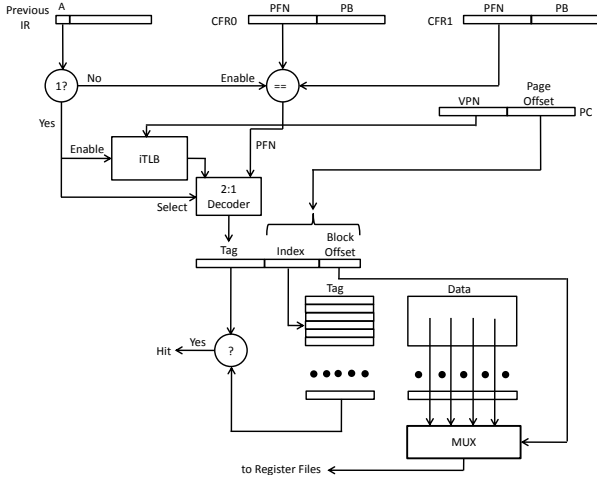 Previous IR
A
CFR0
PFN
PB
CFR1
PFN
PB
1?
No
Enable
==
Yes
VPN
Page Offset
PC
Enable
iTLB
PFN
Select
2:1 Decoder
Tag
Index
Block Offset
Tag
Data
Hit
Yes
?
MUX
to Register Files